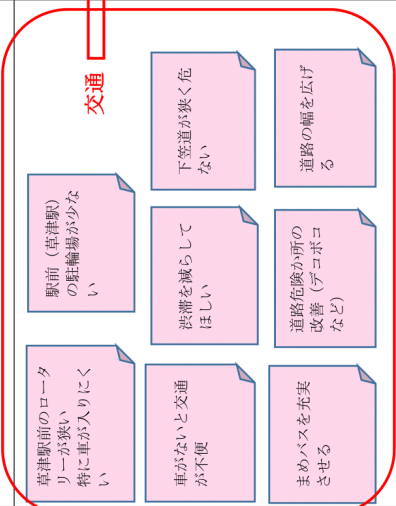 交通
草津駅前のロータ
リーが狭い
特に車が入りにく
い
駅前（草津駅）
の駐輪場が少な
い
車がないと交通
が不便
渋滞を減らして
ほしい
下笠道が狭く危
ない
まめバスを充実
させる
道路危険か所の
改善（デコボコ
など）
道路の幅を広げ
る